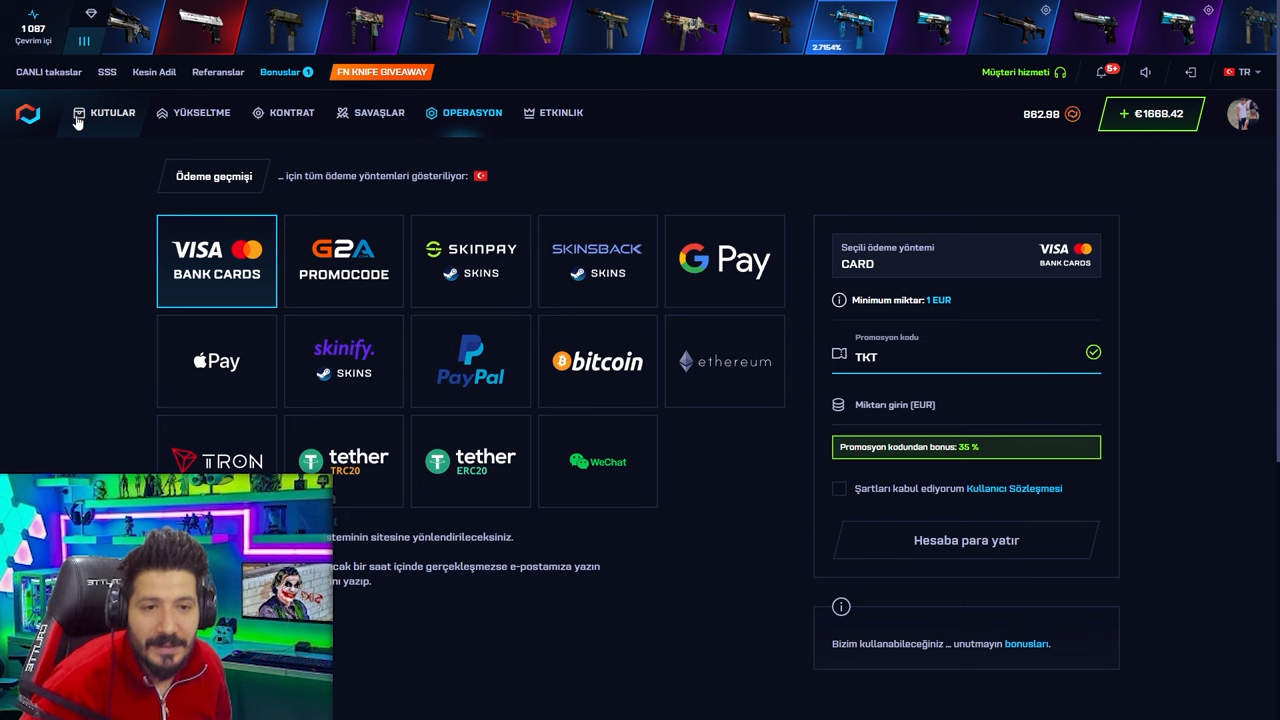 1 087
Çevrim içi
2.7154%
CANLI takaslar
SSS
Kesin Adil
Referanslar
Bonuslar 1
FN KNIFE GIVEAWAY
Müşteri hizmeti
5+
TR
KUTULAR
YÜKSELTME
KONTRAT
SAVAŞLAR
OPERASYON
ETKINLIK
862.98
+ €1668.42
Ödeme geçmişi
... için tüm ödeme yöntemleri gösteriliyor:
VISA
BANK CARDS
G2A
PROMOCODE
SKINPAY
SKINS
SKINSBACK
SKINS
G Pay
Pay
skinify.
SKINS
PayPal
bitcoin
ethereum
TRON
tether
TRC20
tether
ERC20
WeChat
Seçili ödeme yöntemi
CARD
VISA
BANK CARDS
Minimum miktar: 1 EUR
Promosyon kodu
TKT
Miktarı girin (EUR)
Promosyon kodundan bonus: 35 %
Şartları kabul ediyorum Kullanıcı Sözleşmesi
Hesaba para yatır
steminin sitesine yönlendirileceksiniz.
ncak bir saat içinde gerçekleşmezse e-postamıza yazın
nı yazıp.
Bizim kullanabileceğiniz ... unutmayın bonusları.